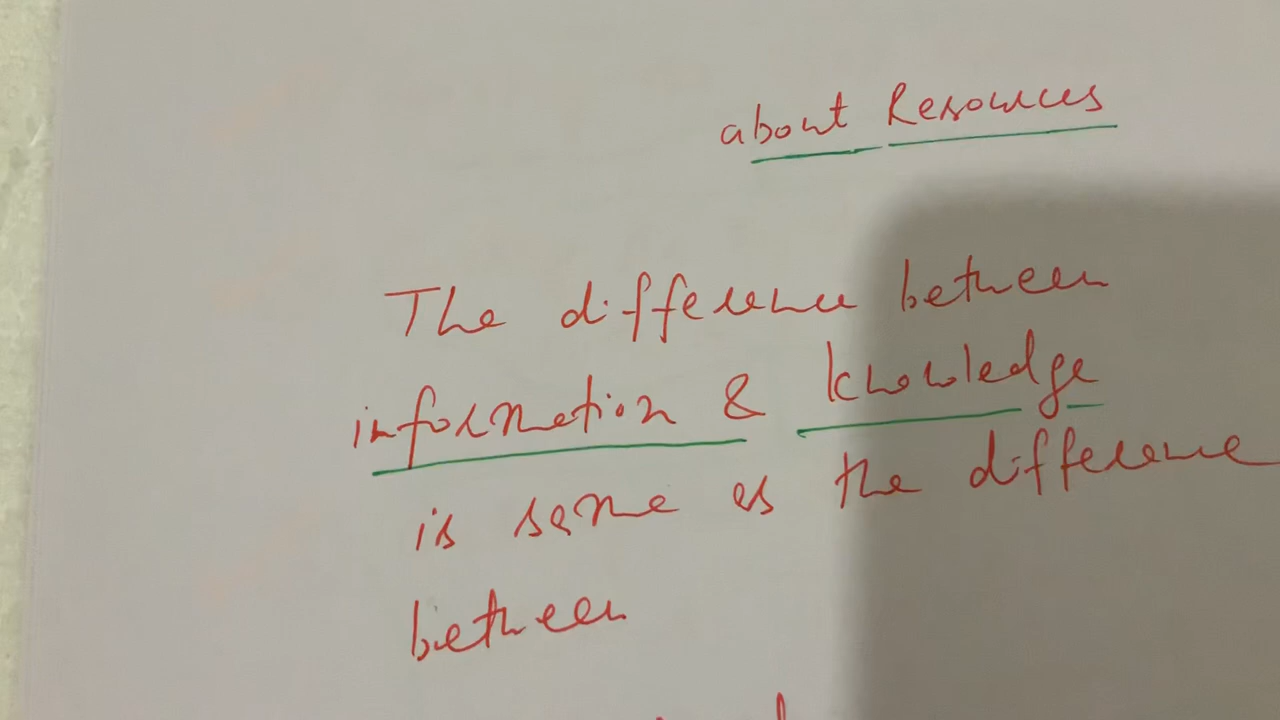 about Resources
The difference between
information & knowledge
is same as the difference
between